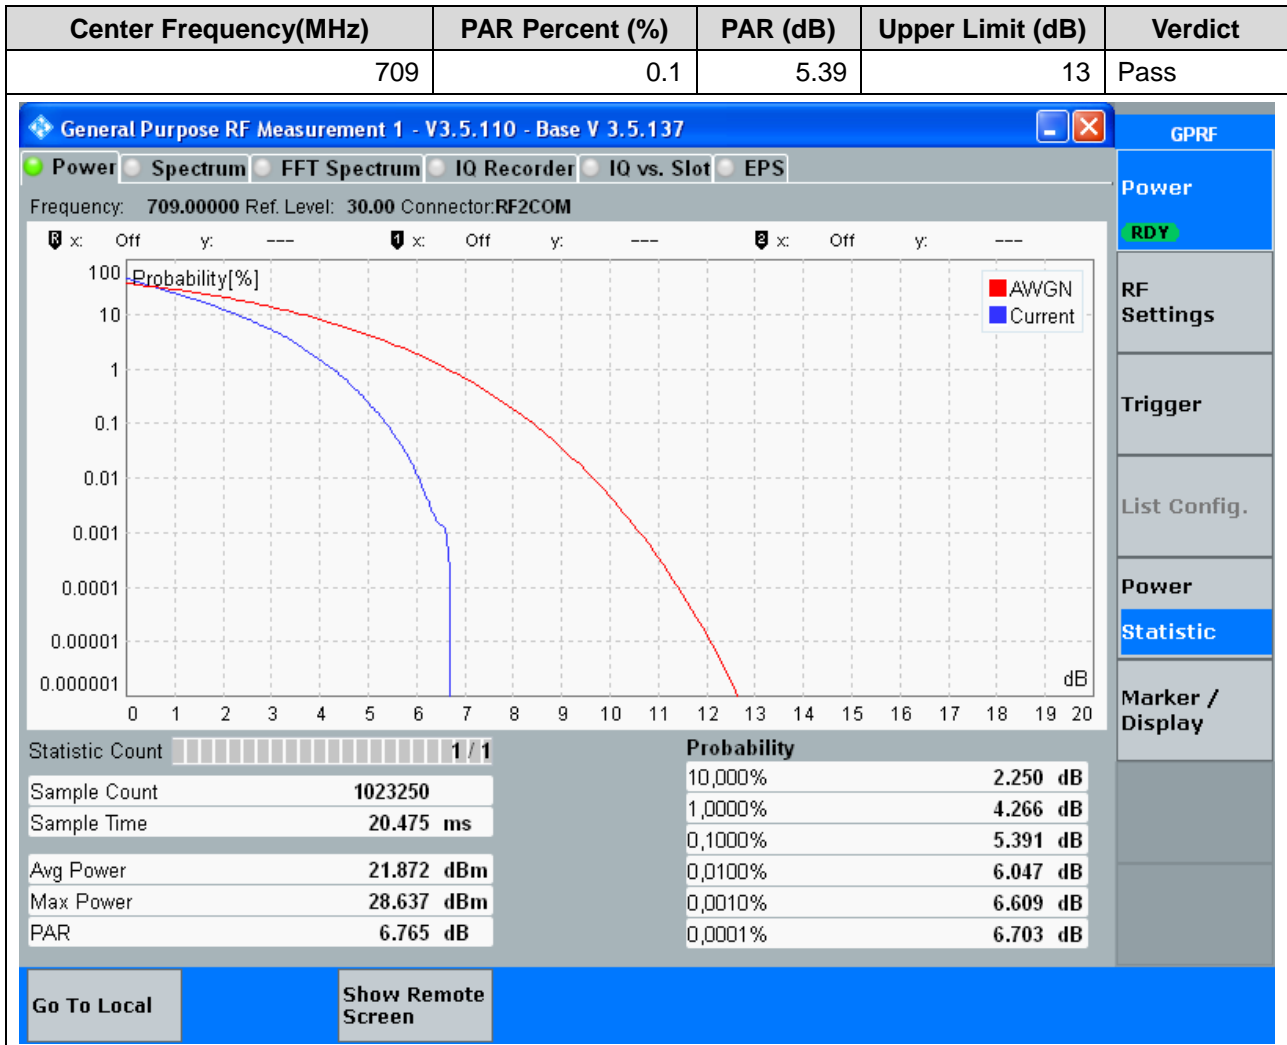 Center Frequency(MHz) PAR Percent (%) PAR (dB) Upper Limit (dB) Verdict
709 0.1 5.39 13 Pass
General Purpose RF Measurement 1 - V3.5.110 - Base V 3.5.137
GPRF
Power Spectrum FFT Spectrum IQ Recorder IQ vs. Slot EPS
Power
RDY
Frequency: 709.00000 Ref. Level: 30.00 Connector:RF2COM
R x: Off y: --- 1 x: Off y: --- 2 x: Off y: ---
100 Probability[%]
AWGN
Current
RF
Settings
10
1
Trigger
0.1
0.01
List Config.
0.001
0.0001
Power
Statistic
0.00001
0.000001
dB
Marker /
Display
0 1 2 3 4 5 6 7 8 9 10 11 12 13 14 15 16 17 18 19 20
Statistic Count 1 / 1
Probability
Sample Count 1023250
Sample Time 20.475 ms
Avg Power 21.872 dBm
Max Power 28.637 dBm
PAR 6.765 dB
10,000% 2.250 dB
1,0000% 4.266 dB
0,1000% 5.391 dB
0,0100% 6.047 dB
0,0010% 6.609 dB
0,0001% 6.703 dB
Go To Local
Show Remote
Screen